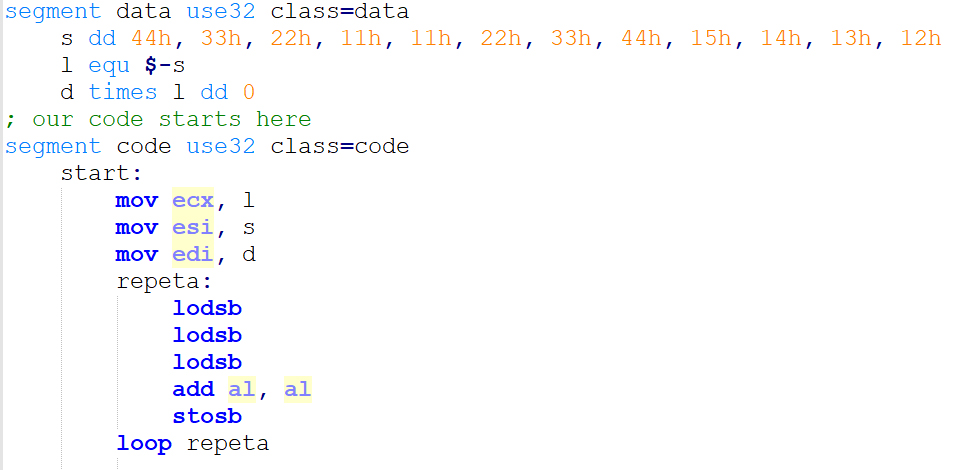 segment data use32 class=data
s dd 44h, 33h, 22h, 11h, 11h, 22h, 33h, 44h, 15h, 14h, 13h, 12h
l equ $-s
d times l dd 0
; our code starts here
segment code use32 class=code
start:
mov ecx, l
mov esi, s
mov edi, d
repeta:
lodsb
lodsb
lodsb
add al, al
stosb
loop repeta